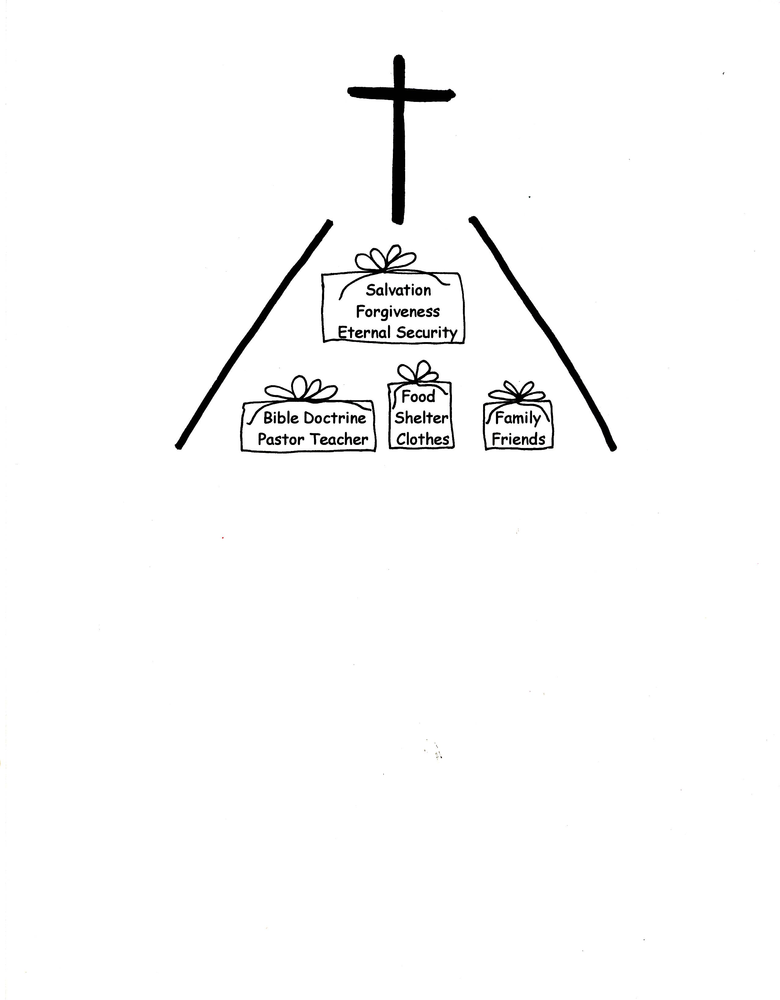 Salvation
Forgiveness
Eternal Security
Bible Doctrine
Pastor Teacher
Food
Shelter
Clothes
Family
Friends